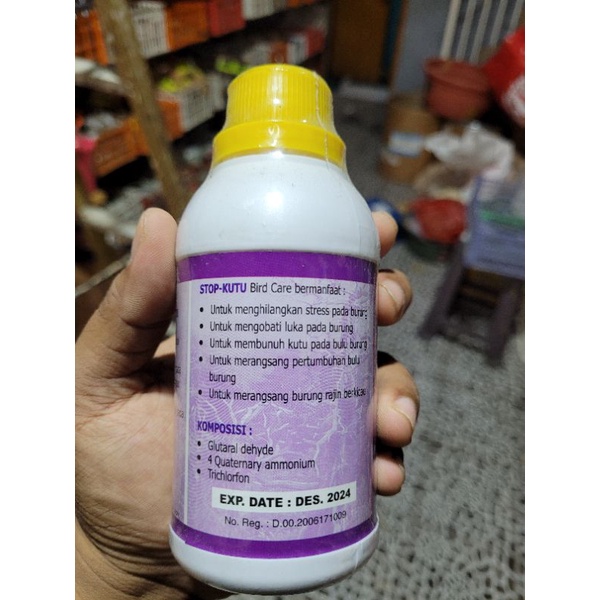 STOP-KUTU Bird Care bermanfaat :
• Untuk menghilangkan stress pada burung
• Untuk mengobati luka pada burung
• Untuk membunuh kutu pada bulu burung
• Untuk merangsang pertumbuhan bulu
burung
• Untuk merangsang burung rajin berkicau
KOMPOSISI :
• Glutaral dehyde
• 4 Quaternary ammonium
• Trichlorfon
EXP. DATE : DES. 2024
No. Reg. : D.00.2006171009